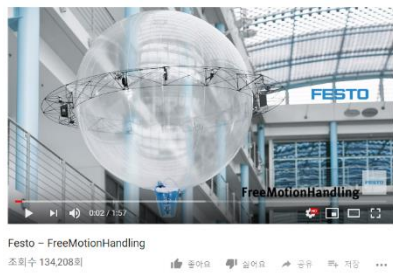 FESTO
FreeMotionHandling
FESTO
0:02 / 1:57
Festo – FreeMotionHandling
조회수 134,208회
좋아요 싫어요 공유 저장